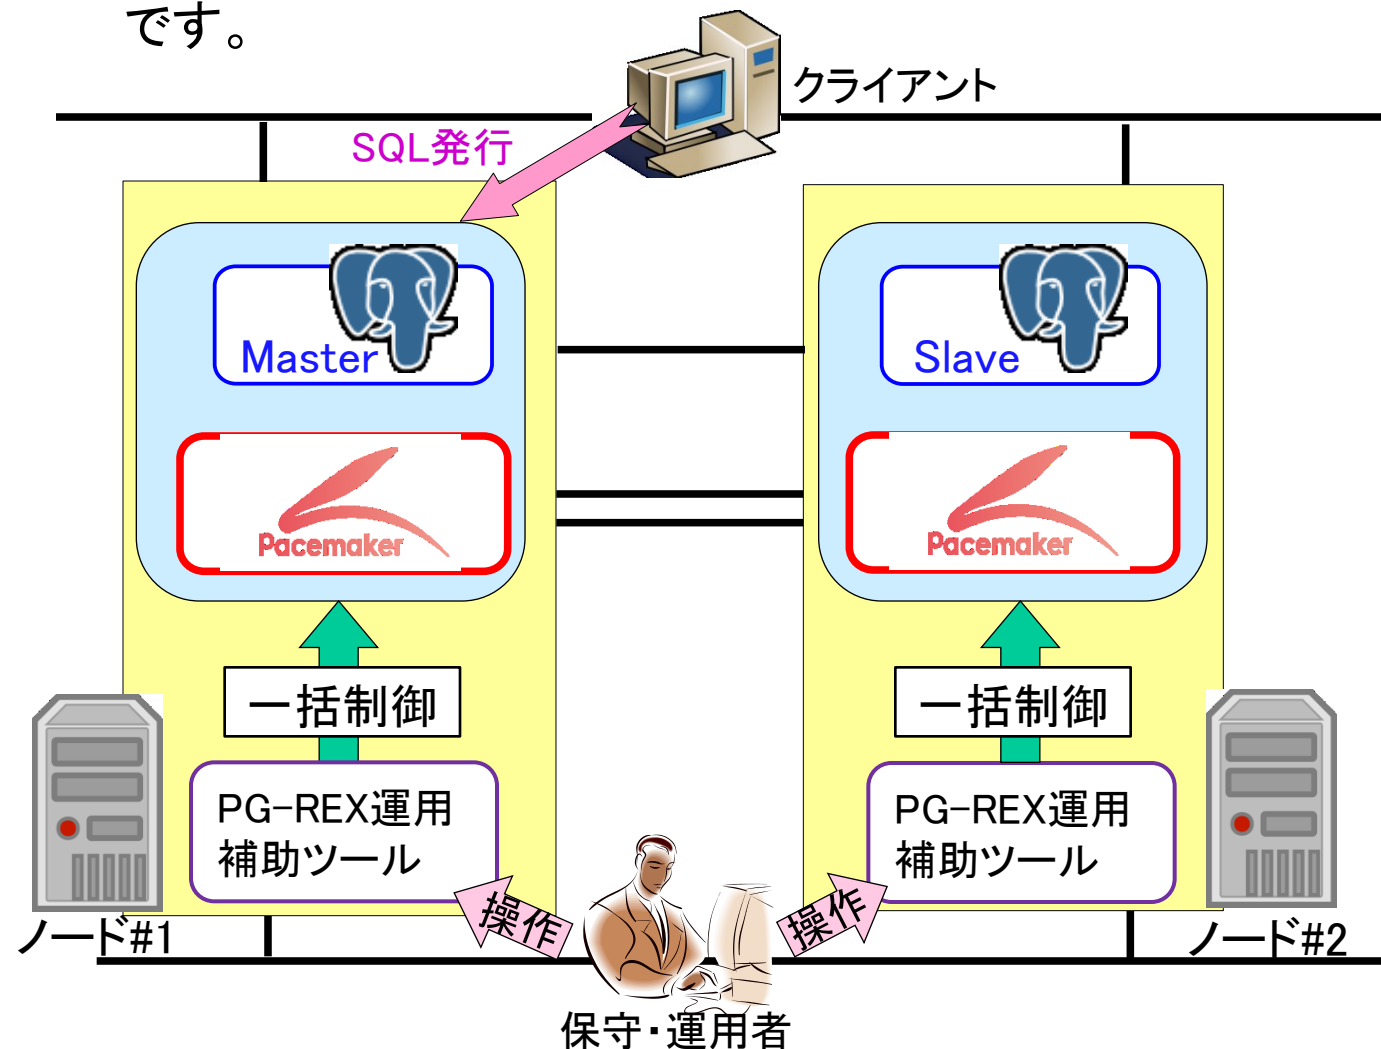 です。
クライアント
SQL発行
Master
Slave
Pacemaker
Pacemaker
一括制御
一括制御
PG-REX運用
補助ツール
PG-REX運用
補助ツール
操作
操作
ノード#1
ノード#2
保守・運用者